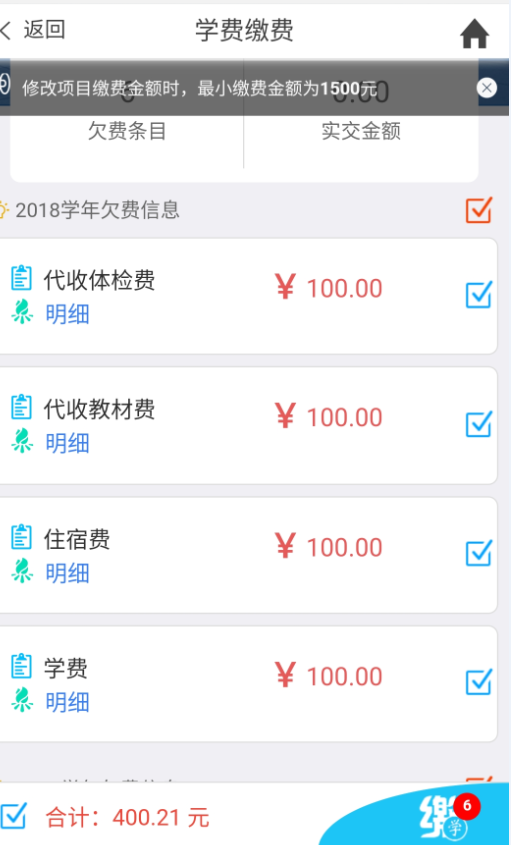 返回
学费缴费
修改项目缴费金额时，最小缴费金额为1500元
欠费条目
实交金额
2018学年欠费信息
代收体检费
¥ 100.00
明细
代收教材费
¥ 100.00
明细
住宿费
¥ 100.00
明细
学费
¥ 100.00
明细
合计：400.21 元
缴
学
6